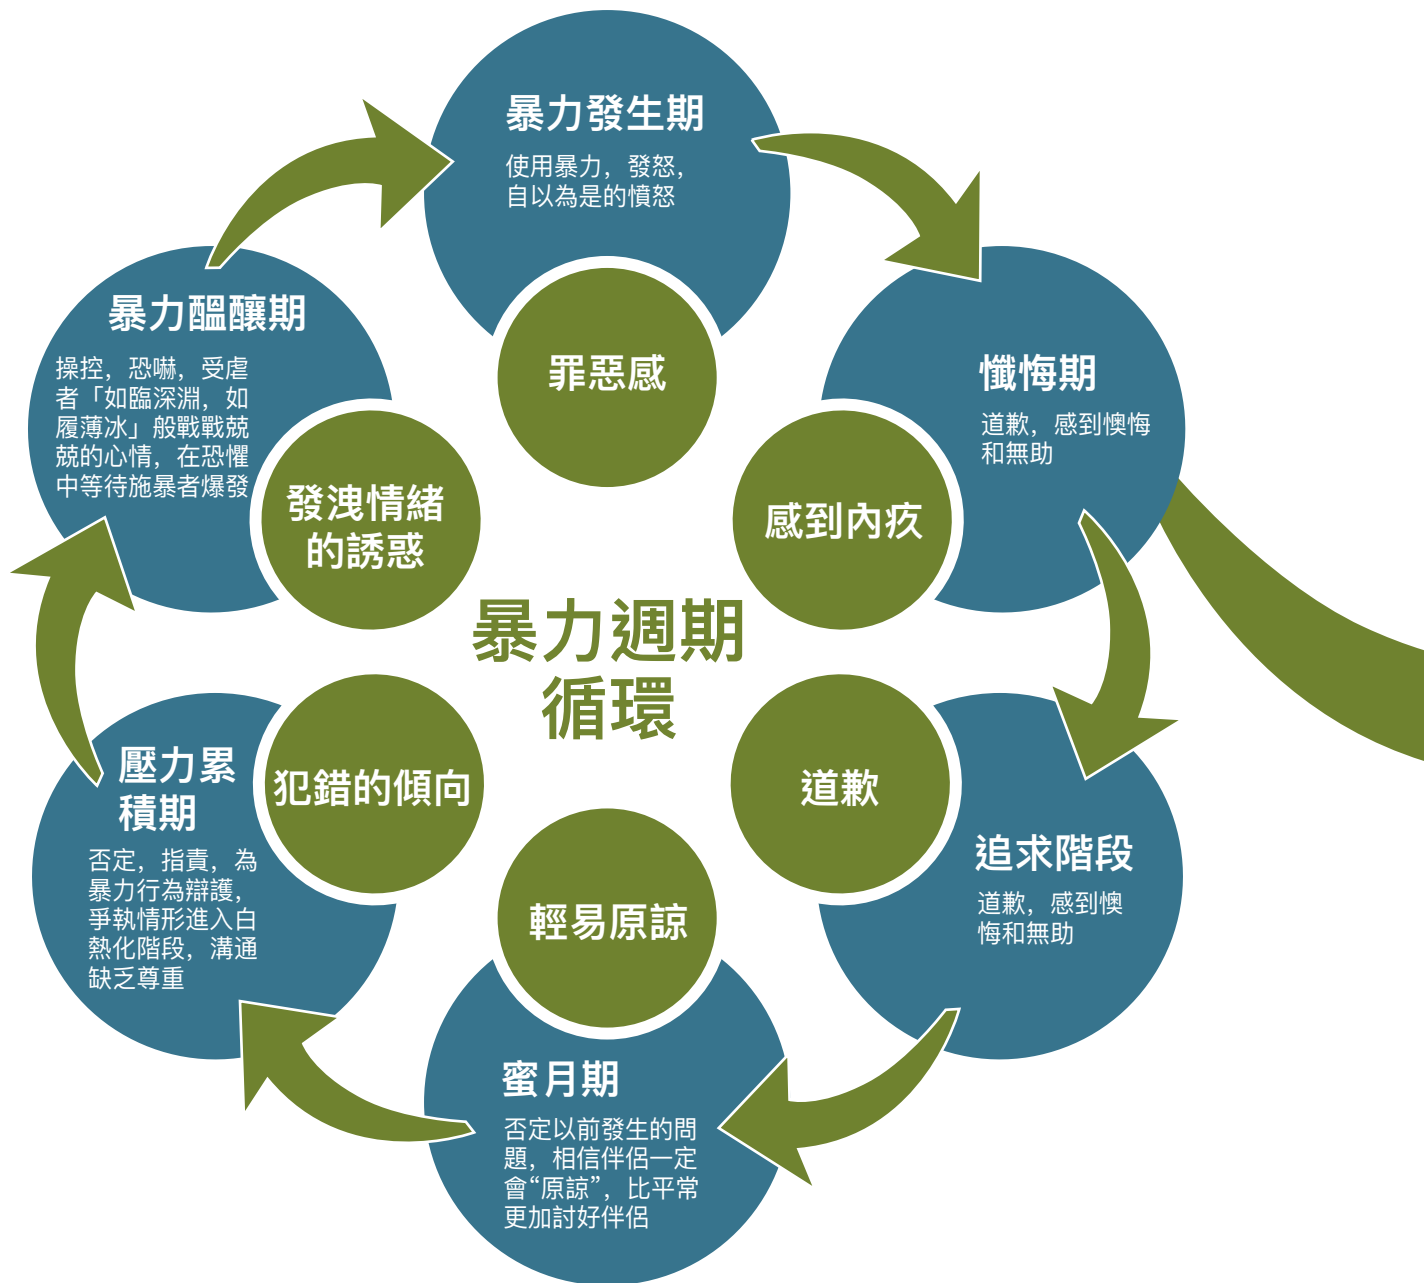 暴力發生期
使用暴力，發怒，
自以為是的憤怒
罪惡感
懺悔期
道歉，感到懊悔
和無助
感到內疚
追求階段
道歉，感到懊
悔和無助
道歉
蜜月期
否定以前發生的問
題，相信伴侶一定
會“原諒”，比平常
更加討好伴侶
輕易原諒
壓力累
積期
否定，指責，為
暴力行為辯護，
爭執情形進入白
熱化階段，溝通
缺乏尊重
犯錯的傾向
暴力醞釀期
操控，恐嚇，受虐
者「如臨深淵，如
履薄冰」般戰戰兢
兢的心情，在恐懼
中等待施暴者爆發
發洩情緒
的誘惑
暴力週期
循環